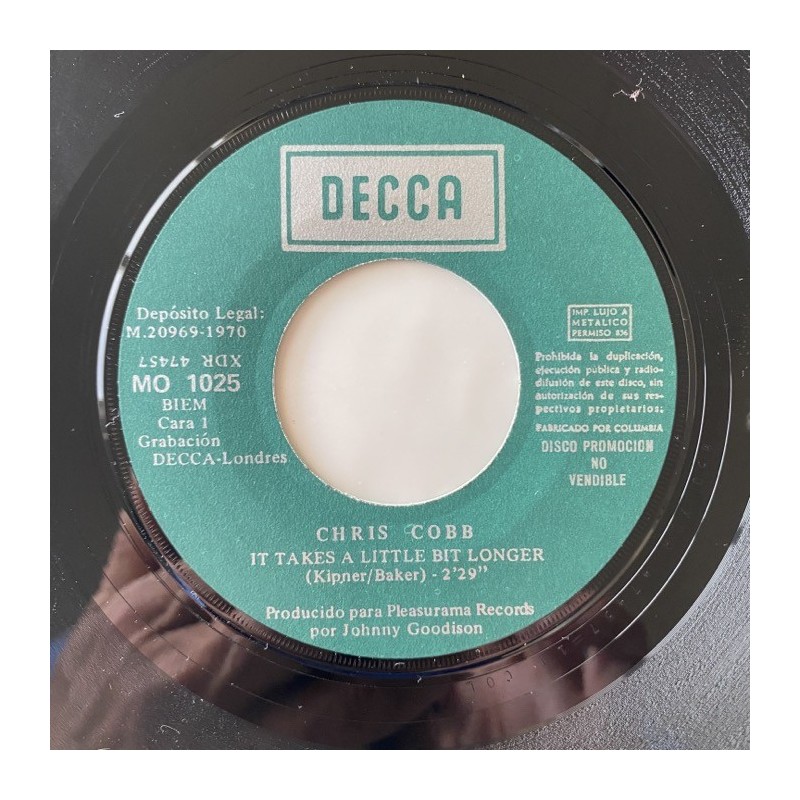 DECCA
Depósito Legal:
M.20969-1970
XDR 47457
MO 1025
BIEM
Cara 1
Grabación
DECCA-Londres
IMP. LUJO A
METALICO
PERMISO 836
Prohibida la duplicación,
ejecución pública y radio-
difusión de este disco, sin
autorización de sus res-
pectivos propietarios;
FABRICADO POR COLUMBIA
DISCO PROMOCION
NO
VENDIBLE
CHRIS COBB
IT TAKES A LITTLE BIT LONGER
(Kipner/Baker) - 2'29"
Producido para Pleasurama Records
por Johnny Goodison